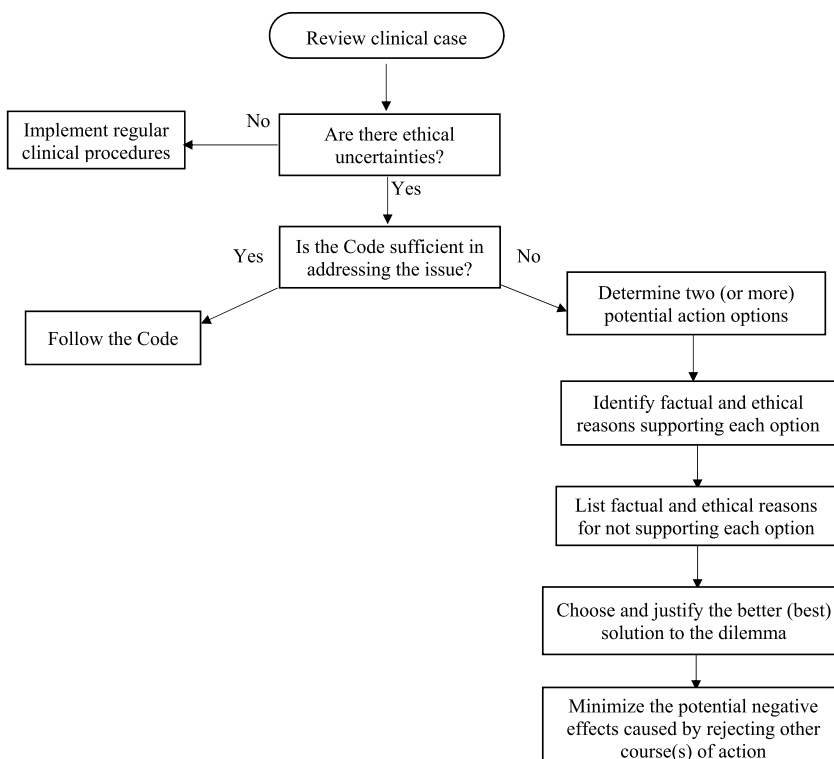 Review clinical case
No
Implement regular
clinical procedures
Are there ethical
uncertainties?
Yes
Yes
Is the Code sufficient in
addressing the issue?
No
Follow the Code
Determine two (or more)
potential action options
Identify factual and ethical
reasons supporting each option
List factual and ethical reasons
for not supporting each option
Choose and justify the better (best)
solution to the dilemma
Minimize the potential negative
effects caused by rejecting other
course(s) of action